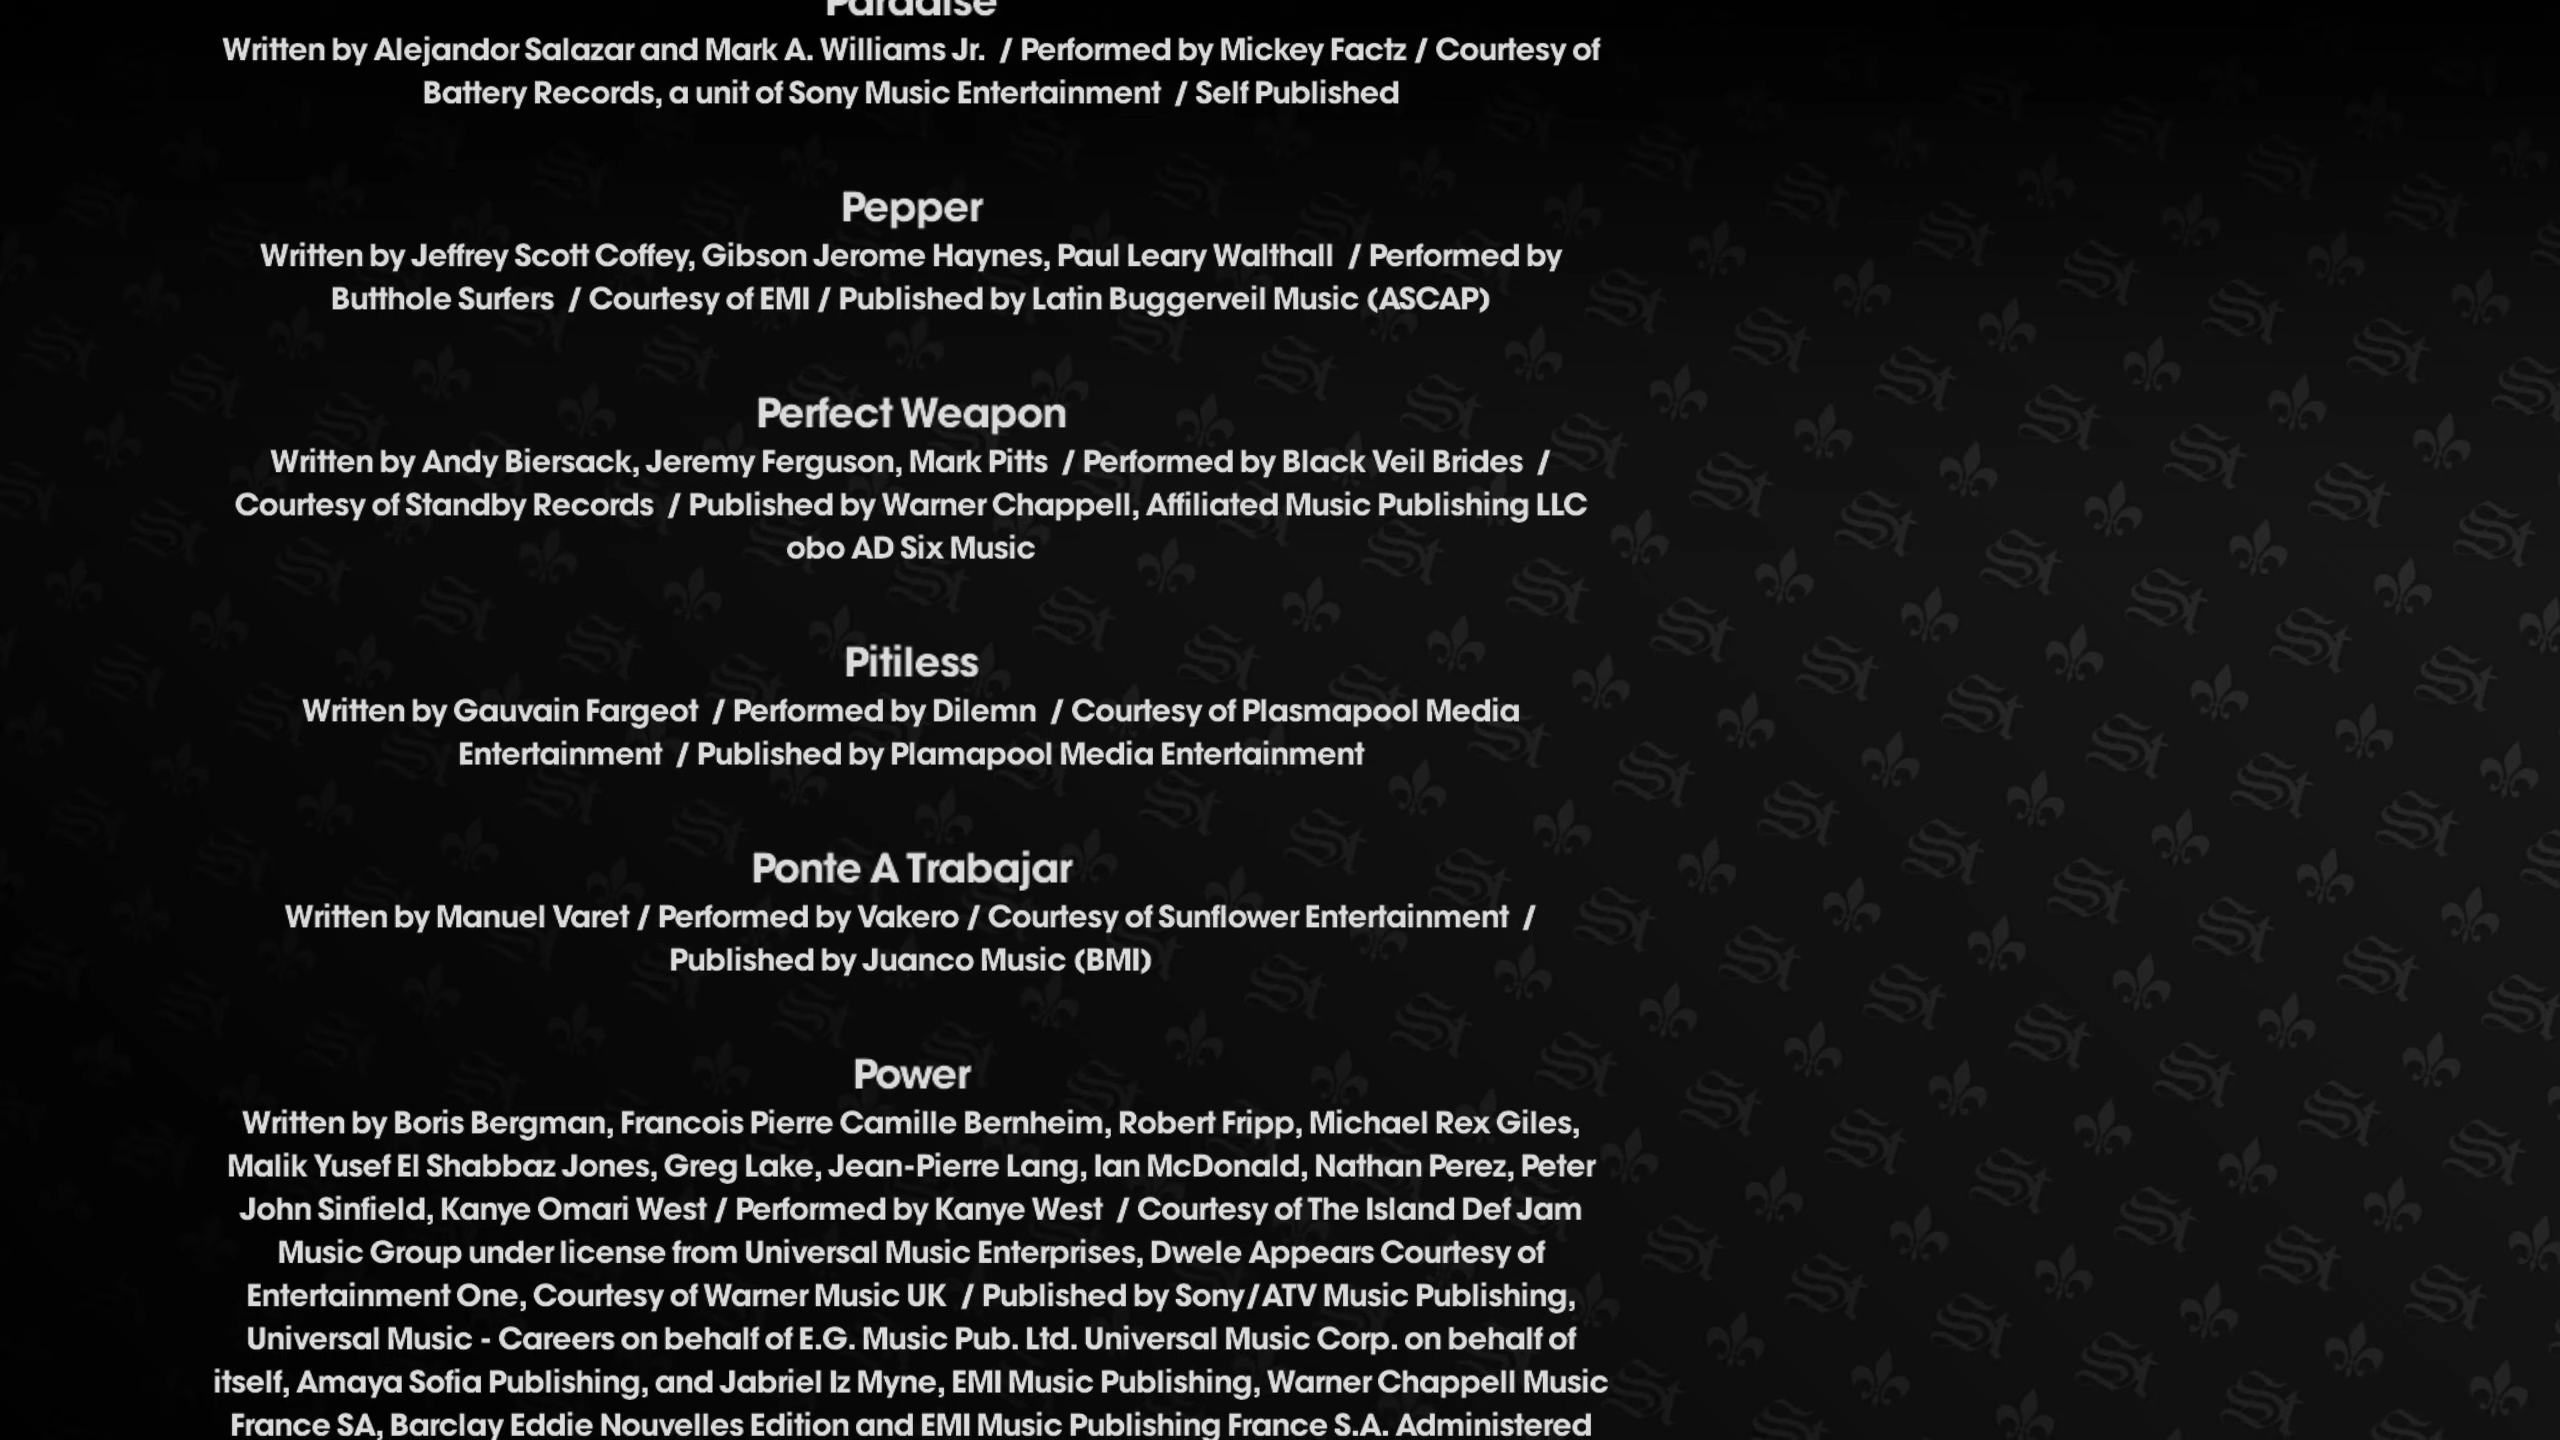 Paradise
Written by Alejandor Salazar and Mark A. Williams Jr. / Performed by Mickey Factz / Courtesy of
Battery Records, a unit of Sony Music Entertainment / Self Published
Pepper
Written by Jeffrey Scott Coffey, Gibson Jerome Haynes, Paul Leary Walthall / Performed by
Butthole Surfers / Courtesy of EMI / Published by Latin Buggerveil Music (ASCAP)
Perfect Weapon
Written by Andy Biersack, Jeremy Ferguson, Mark Pitts / Performed by Black Veil Brides /
Courtesy of Standby Records / Published by Warner Chappell, Affiliated Music Publishing LLC
obo AD Six Music
Pitiless
Written by Gauvain Fargeot / Performed by Dilemn / Courtesy of Plasmapool Media
Entertainment / Published by Plamapool Media Entertainment
Ponte A Trabajar
Written by Manuel Varet / Performed by Vakero / Courtesy of Sunflower Entertainment /
Published by Juanco Music (BMI)
Power
Written by Boris Bergman, Francois Pierre Camille Bernheim, Robert Fripp, Michael Rex Giles,
Malik Yusef El Shabbaz Jones, Greg Lake, Jean-Pierre Lang, Ian McDonald, Nathan Perez, Peter
John Sinfield, Kanye Omari West / Performed by Kanye West / Courtesy of The Island Def Jam
Music Group under license from Universal Music Enterprises, Dwele Appears Courtesy of
Entertainment One, Courtesy of Warner Music UK / Published by Sony/ATV Music Publishing,
Universal Music - Careers on behalf of E.G. Music Pub. Ltd. Universal Music Corp. on behalf of
itself, Amaya Sofia Publishing, and Jabriel Iz Myne, EMI Music Publishing, Warner Chappell Music
France SA, Barclay Eddie Nouvelles Edition and EMI Music Publishing France S.A. Administered